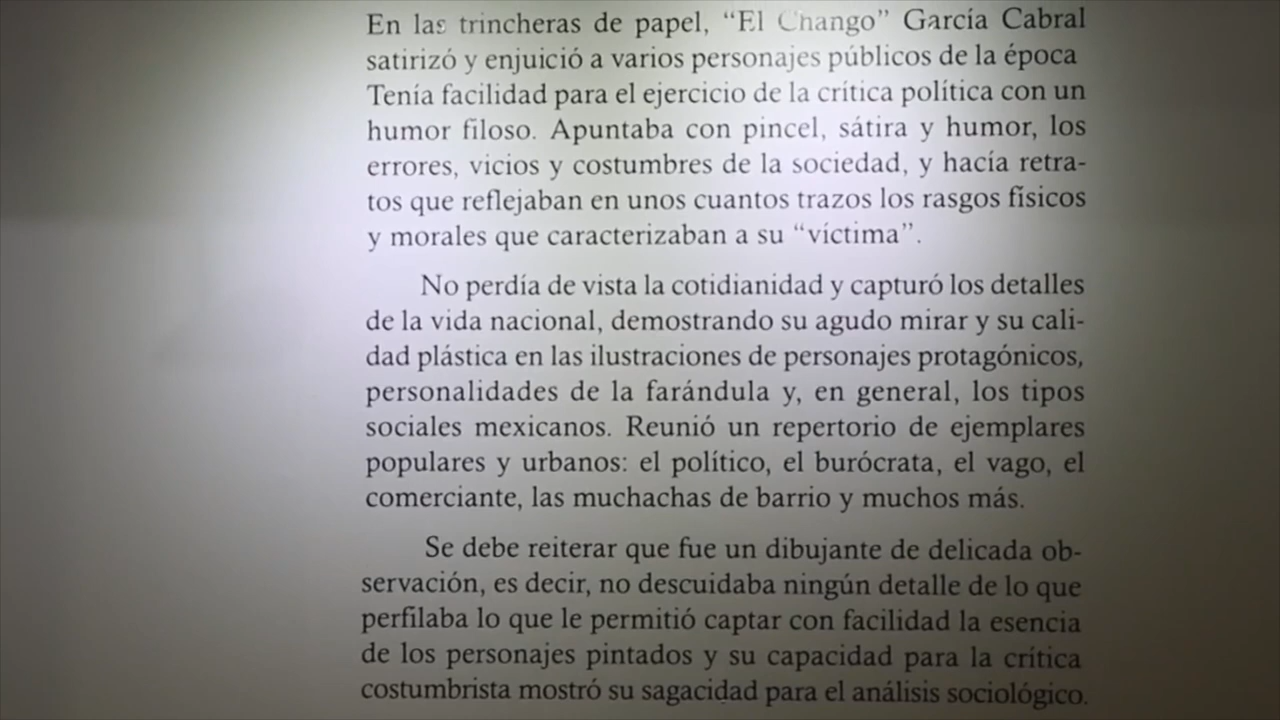 En las trincheras de papel, “El Chango” García Cabral
satirizó y enjuició a varios personajes públicos de la época
Tenía facilidad para el ejercicio de la crítica política con un
humor filoso. Apuntaba con pincel, sátira y humor, los
errores, vicios y costumbres de la sociedad, y hacía retra-
tos que reflejaban en unos cuantos trazos los rasgos físicos
y morales que caracterizaban a su “víctima”.
No perdía de vista la cotidianidad y capturó los detalles
de la vida nacional, demostrando su agudo mirar y su cali-
dad plástica en las ilustraciones de personajes protagónicos,
personalidades de la farándula y, en general, los tipos
sociales mexicanos. Reunió un repertorio de ejemplares
populares y urbanos: el político, el burócrata, el vago, el
comerciante, las muchachas de barrio y muchos más.
Se debe reiterar que fue un dibujante de delicada ob-
servación, es decir, no descuidaba ningún detalle de lo que
perfilaba lo que le permitió captar con facilidad la esencia
de los personajes pintados y su capacidad para la crítica
costumbrista mostró su sagacidad para el análisis sociológico.